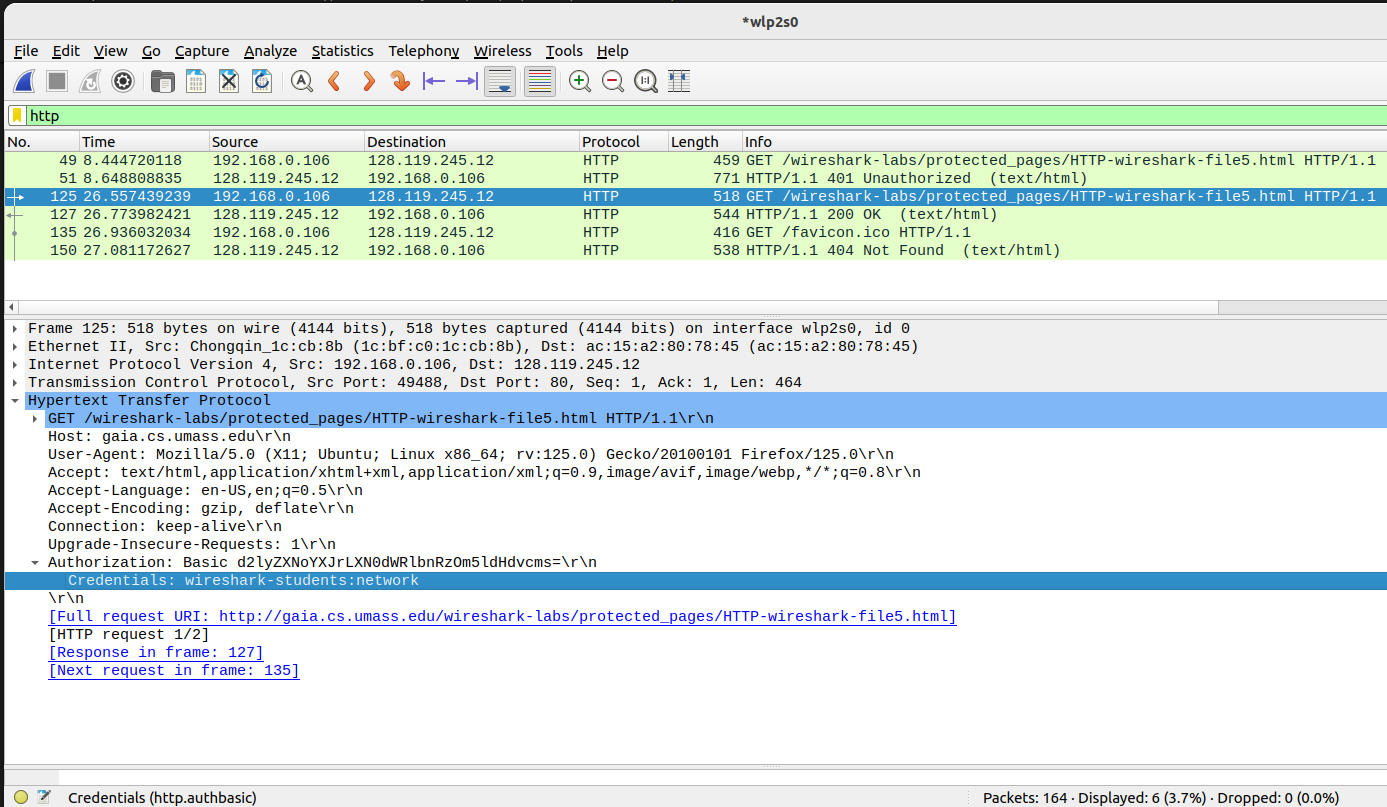 *wlp2s0
File Edit View Go Capture Analyze Statistics Telephony Wireless Tools Help
http
No. Time Source Destination Protocol Length Info
49 8.444720118 192.168.0.106 128.119.245.12 HTTP 459 GET /wireshark-labs/protected_pages/HTTP-wireshark-file5.html HTTP/1.1
51 8.648808835 128.119.245.12 192.168.0.106 HTTP 771 HTTP/1.1 401 Unauthorized (text/html)
125 26.557439239 192.168.0.106 128.119.245.12 HTTP 518 GET /wireshark-labs/protected_pages/HTTP-wireshark-file5.html HTTP/1.1
127 26.773982421 128.119.245.12 192.168.0.106 HTTP 544 HTTP/1.1 200 OK (text/html)
135 26.936032034 192.168.0.106 128.119.245.12 HTTP 416 GET /favicon.ico HTTP/1.1
150 27.081172627 128.119.245.12 192.168.0.106 HTTP 538 HTTP/1.1 404 Not Found (text/html)
Frame 125: 518 bytes on wire (4144 bits), 518 bytes captured (4144 bits) on interface wlp2s0, id 0
Ethernet II, Src: Chongqin_1c:cb:8b (1c:bf:c0:1c:cb:8b), Dst: ac:15:a2:80:78:45 (ac:15:a2:80:78:45)
Internet Protocol Version 4, Src: 192.168.0.106, Dst: 128.119.245.12
Transmission Control Protocol, Src Port: 49488, Dst Port: 80, Seq: 1, Ack: 1, Len: 464
Hypertext Transfer Protocol
GET /wireshark-labs/protected_pages/HTTP-wireshark-file5.html HTTP/1.1\r\n
Host: gaia.cs.umass.edu\r\n
User-Agent: Mozilla/5.0 (X11; Ubuntu; Linux x86_64; rv:125.0) Gecko/20100101 Firefox/125.0\r\n
Accept: text/html,application/xhtml+xml,application/xml;q=0.9,image/avif,image/webp,*/*;q=0.8\r\n
Accept-Language: en-US,en;q=0.5\r\n
Accept-Encoding: gzip, deflate\r\n
Connection: keep-alive\r\n
Upgrade-Insecure-Requests: 1\r\n
Authorization: Basic d2lyZXNoYXJrLXN0dWRlbnRzOm5ldHdvcms=\r\n
Credentials: wireshark-students:network
\r\n
[Full request URI: http://gaia.cs.umass.edu/wireshark-labs/protected_pages/HTTP-wireshark-file5.html]
[HTTP request 1/2]
[Response in frame: 127]
[Next request in frame: 135]
Credentials (http.authbasic) Packets: 164 · Displayed: 6 (3.7%) · Dropped: 0 (0.0%)